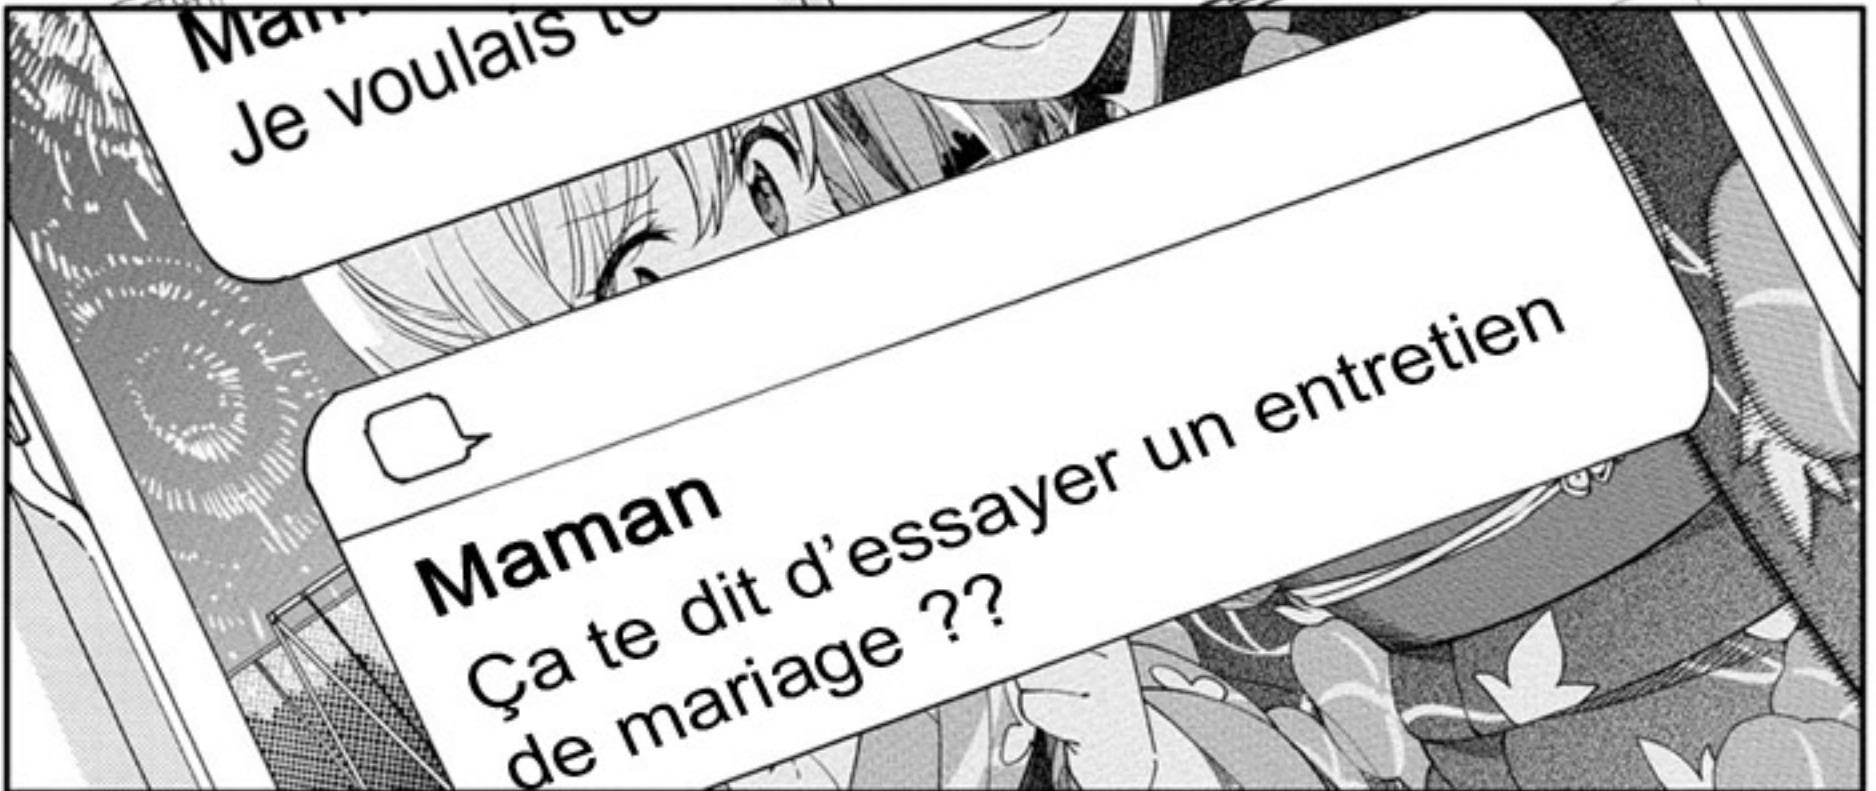 Je voulais
Maman
Ça te dit d'essayer un entretien
de mariage ??